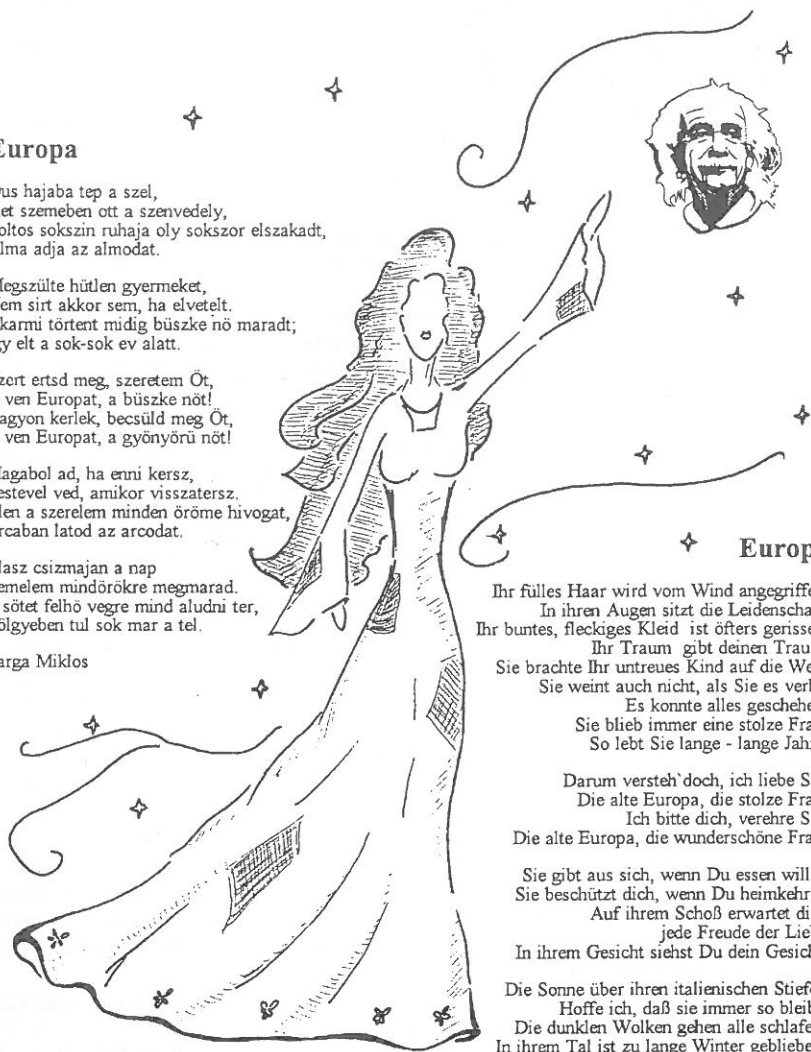 Europa
us hajaba tep a szel,
et szemeben ott a szenvedely,
oltos sokszin ruhaja oly sokszor elszakadt,
lma adja az almodat.
egszülte hütlen gyermeket,
em sirt akkor sem, ha elvetelt.
karmi törtent midig büszke nö maradt;
gy elt a sok-sok ev alatt.
zert ertsd meg, szeretem Öt,
ven Europat, a büszke nöt!
agyon kerlek, becsüld meg Öt,
ven Europat, a gyönyörü nöt!
agabol ad, ha enni kersz,
estevel ved, amikor visszatersz.
len a szerelem minden öröme hivogat,
rcaban latod az arcodat.
lasz csizmajan a nap
emelem mindörökre megmarad.
sötet felhö vegre mind aludni ter,
ölgyeben tul sok mar a tel.
arga Miklos
Europ
Ihr fülles Haar wird vom Wind angegriffe
In ihren Augen sitzt die Leidenscha
Ihr buntes, fleckiges Kleid ist öfters gerisse
Ihr Traum gibt deinen Trau
Sie brachte Ihr untreues Kind auf die We
Sie weint auch nicht, als Sie es verl
Es konnte alles geschehe
Sie blieb immer eine stolze Fra
So lebt Sie lange - lange Jah
Darum versteh`doch, ich liebe S
Die alte Europa, die stolze Fra
Ich bitte dich, verehre S
Die alte Europa, die wunderschöne Fra
Sie gibt aus sich, wenn Du essen will
Sie beschützt dich, wenn Du heimkehr
Auf ihrem Schoß erwartet di
jede Freude der Lie
In ihrem Gesicht siehst Du dein Gesic
Die Sonne über ihren italienischen Stief
Hoffe ich, daß sie immer so bleib
Die dunklen Wolken gehen alle schlafe
In ihrem Tal ist zu lange Winter gebliebe